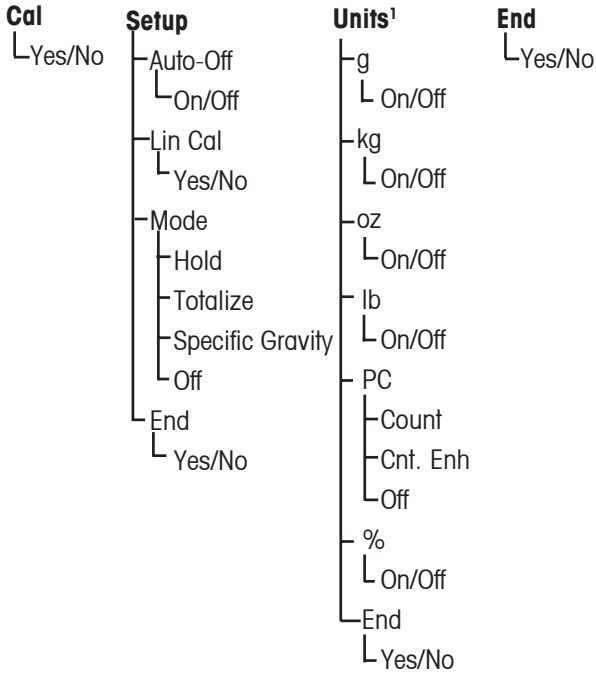 Cal
Yes/No
Setup
Auto-Off
On/Off
Lin Cal
Yes/No
Mode
Hold
Totalize
Specific Gravity
Off
End
Yes/No
Units¹
g
On/Off
kg
On/Off
oz
On/Off
lb
On/Off
PC
Count
Cnt. Enh
Off
%
On/Off
End
Yes/No
End
Yes/No